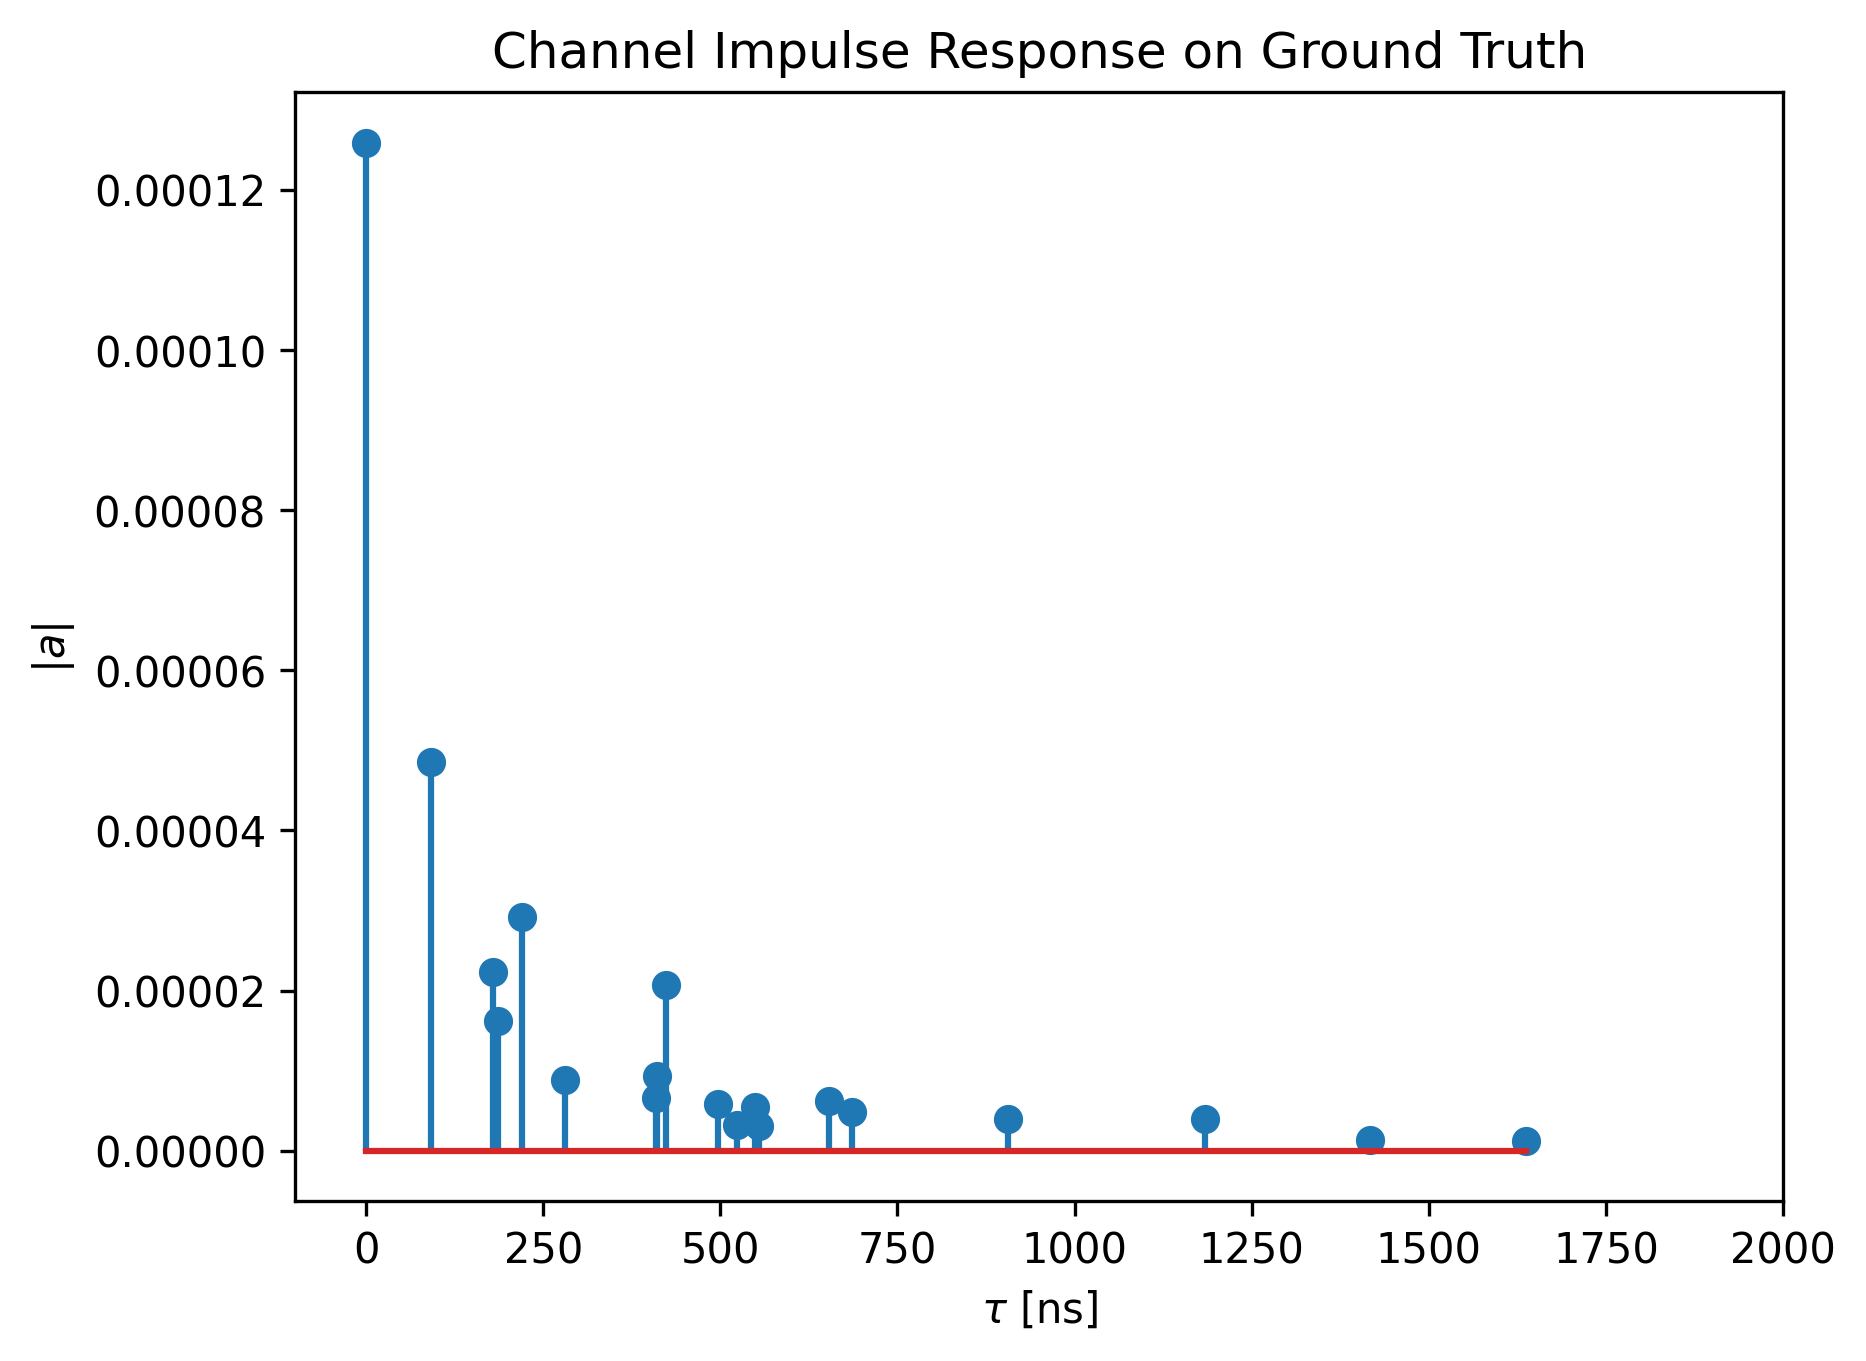 Channel Impulse Response on Ground Truth
0.00012
0.00010
0.00008
0.00006
0.00004
0.00002
0.00000
|a|
0 250 500 750 1000 1250 1500 1750 2000
τ [ns]